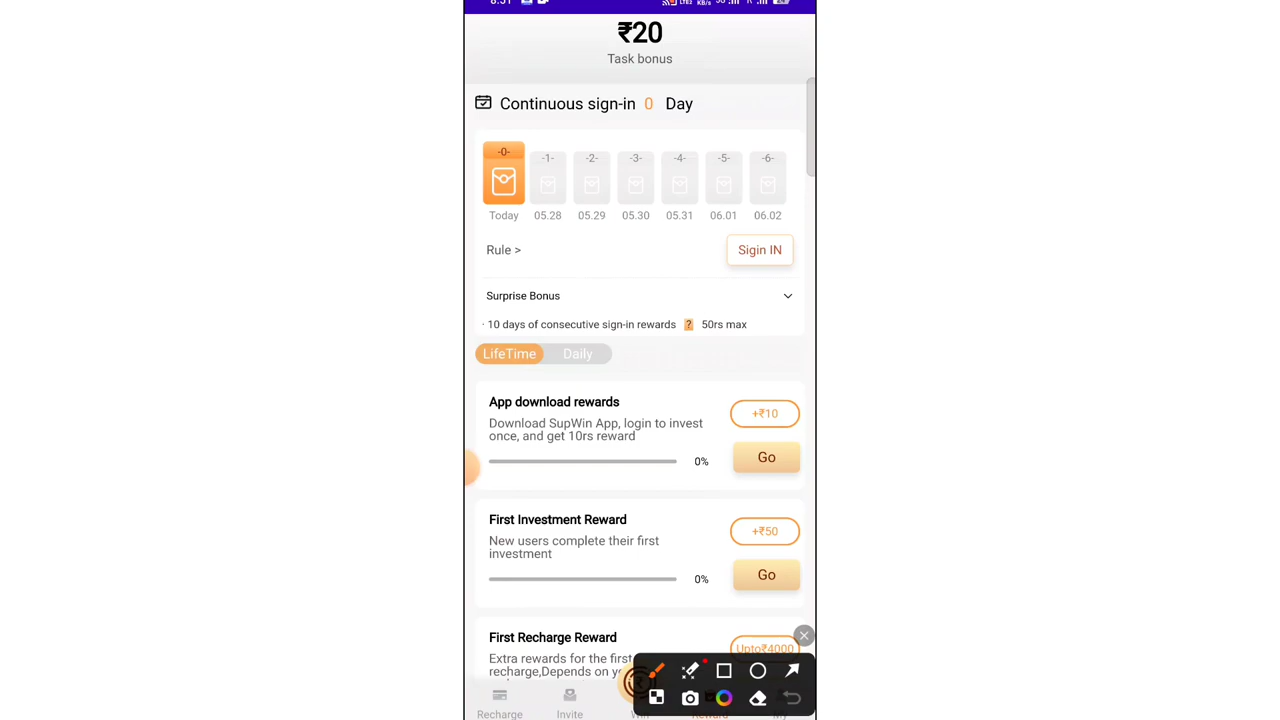 ₹20
Task bonus
Continuous sign-in 0 Day
-0- -1- -2- -3- -4- -5- -6-
Today 05.28 05.29 05.30 05.31 06.01 06.02
Rule >
Sigin IN
Surprise Bonus
· 10 days of consecutive sign-in rewards ? 50rs max
LifeTime Daily
App download rewards
+₹10
Download SupWin App, login to invest
once, and get 10rs reward
0%
Go
First Investment Reward
+₹50
New users complete their first
investment
0%
Go
First Recharge Reward
Upto₹4000
Extra rewards for the first
recharge,Depends on
Recharge Invite